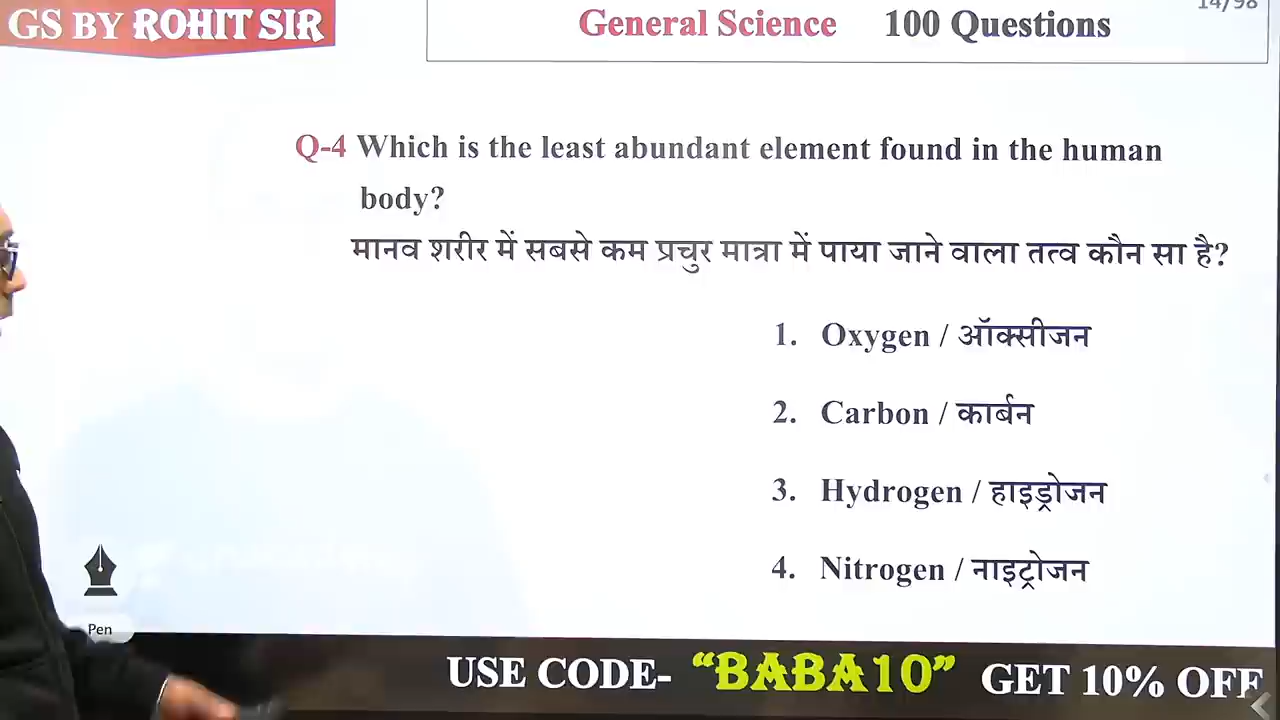 GS BY ROHIT SIR
General Science 100 Questions
14/98
Q-4 Which is the least abundant element found in the human
body?
मानव शरीर में सबसे कम प्रचुर मात्रा में पाया जाने वाला तत्व कौन सा है?
1. Oxygen / ऑक्सीजन
2. Carbon / कार्बन
3. Hydrogen / हाइड्रोजन
4. Nitrogen / नाइट्रोजन
Pen
USE CODE- “BABA10” GET 10% OFF